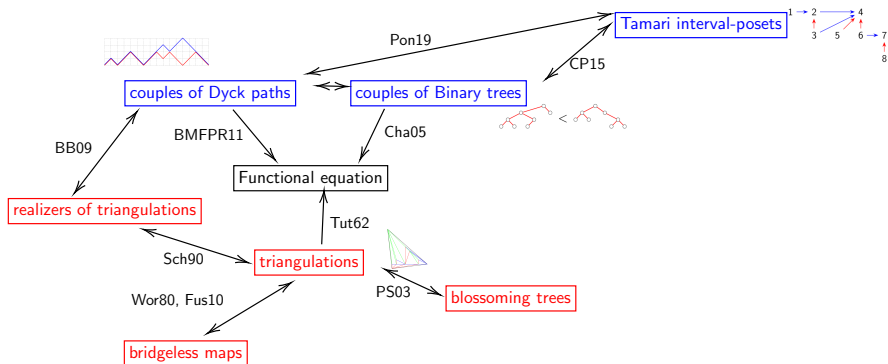 Tamari interval-posets
1 2 4
3 5 6 7
8
Pon19
CP15
couples of Dyck paths
couples of Binary trees
<
BMFPR11
Cha05
BB09
Functional equation
realizers of triangulations
Tut62
Sch90
triangulations
PS03
Wor80, Fus10
blossoming trees
bridgeless maps